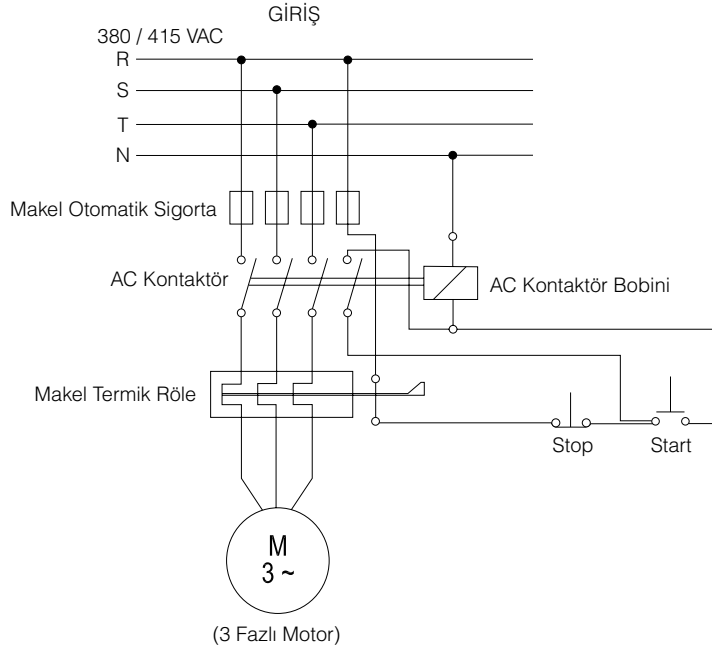 GİRİŞ
380 / 415 VAC
R
S
T
N
Makel Otomatik Sigorta
AC Kontaktör
AC Kontaktör Bobini
Makel Termik Röle
Stop
Start
M
3 ~
(3 Fazlı Motor)